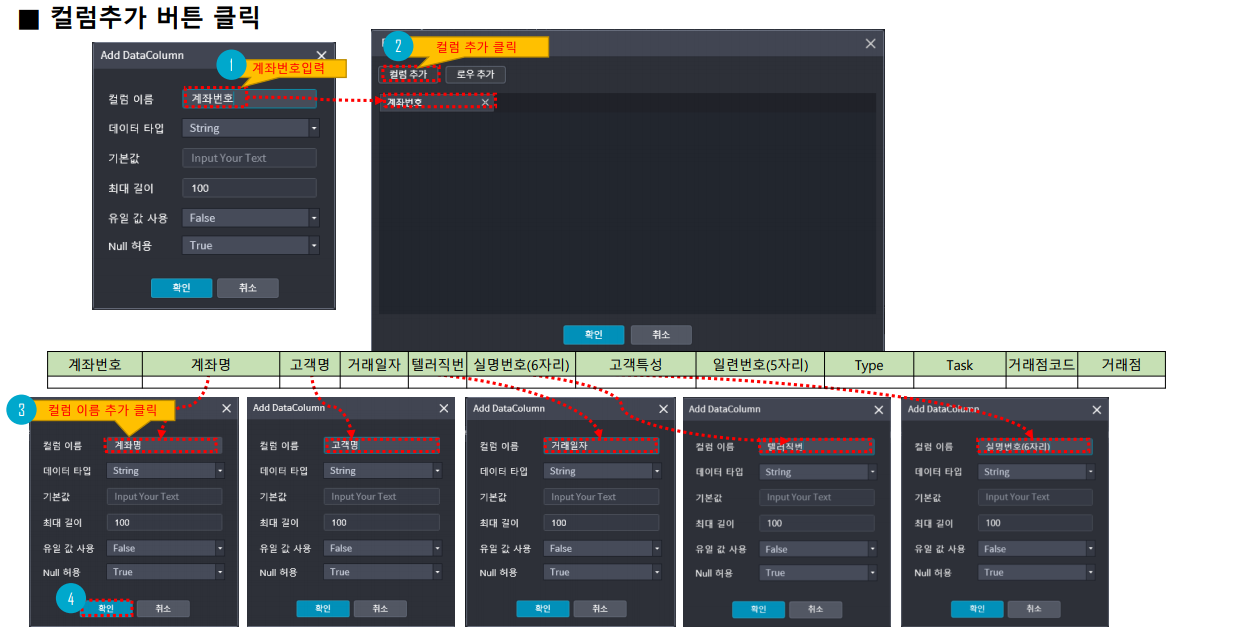 ■ 컬럼추가 버튼 클릭
Add DataColumn
1
계좌번호입력
컬럼 이름
계좌번호
데이터 타입
String
기본값
Input Your Text
최대 길이
100
유일 값 사용
False
Null 허용
True
확인
취소
2
컬럼 추가 클릭
컬럼 추가
로우 추가
계좌번호
확인
취소
계좌번호 계좌명 고객명 거래일자 텔러직번 실명번호(6자리) 고객특성 일련번호(5자리) Type Task 거래점코드 거래점
3
컬럼 이름 추가 클릭
컬럼 이름
계좌명
데이터 타입
String
기본값
Input Your Text
최대 길이
100
유일 값 사용
False
Null 허용
True
4
확인
취소
Add DataColumn
컬럼 이름
고객명
데이터 타입
String
기본값
Input Your Text
최대 길이
100
유일 값 사용
False
Null 허용
True
확인
취소
Add DataColumn
컬럼 이름
거래일자
데이터 타입
String
기본값
Input Your Text
최대 길이
100
유일 값 사용
False
Null 허용
True
확인
취소
Add DataColumn
컬럼 이름
텔러직번
데이터 타입
String
기본값
Input Your Text
최대 길이
100
유일 값 사용
False
Null 허용
True
확인
취소
Add DataColumn
컬럼 이름
실명번호(6자리)
데이터 타입
String
기본값
Input Your Text
최대 길이
100
유일 값 사용
False
Null 허용
True
확인
취소